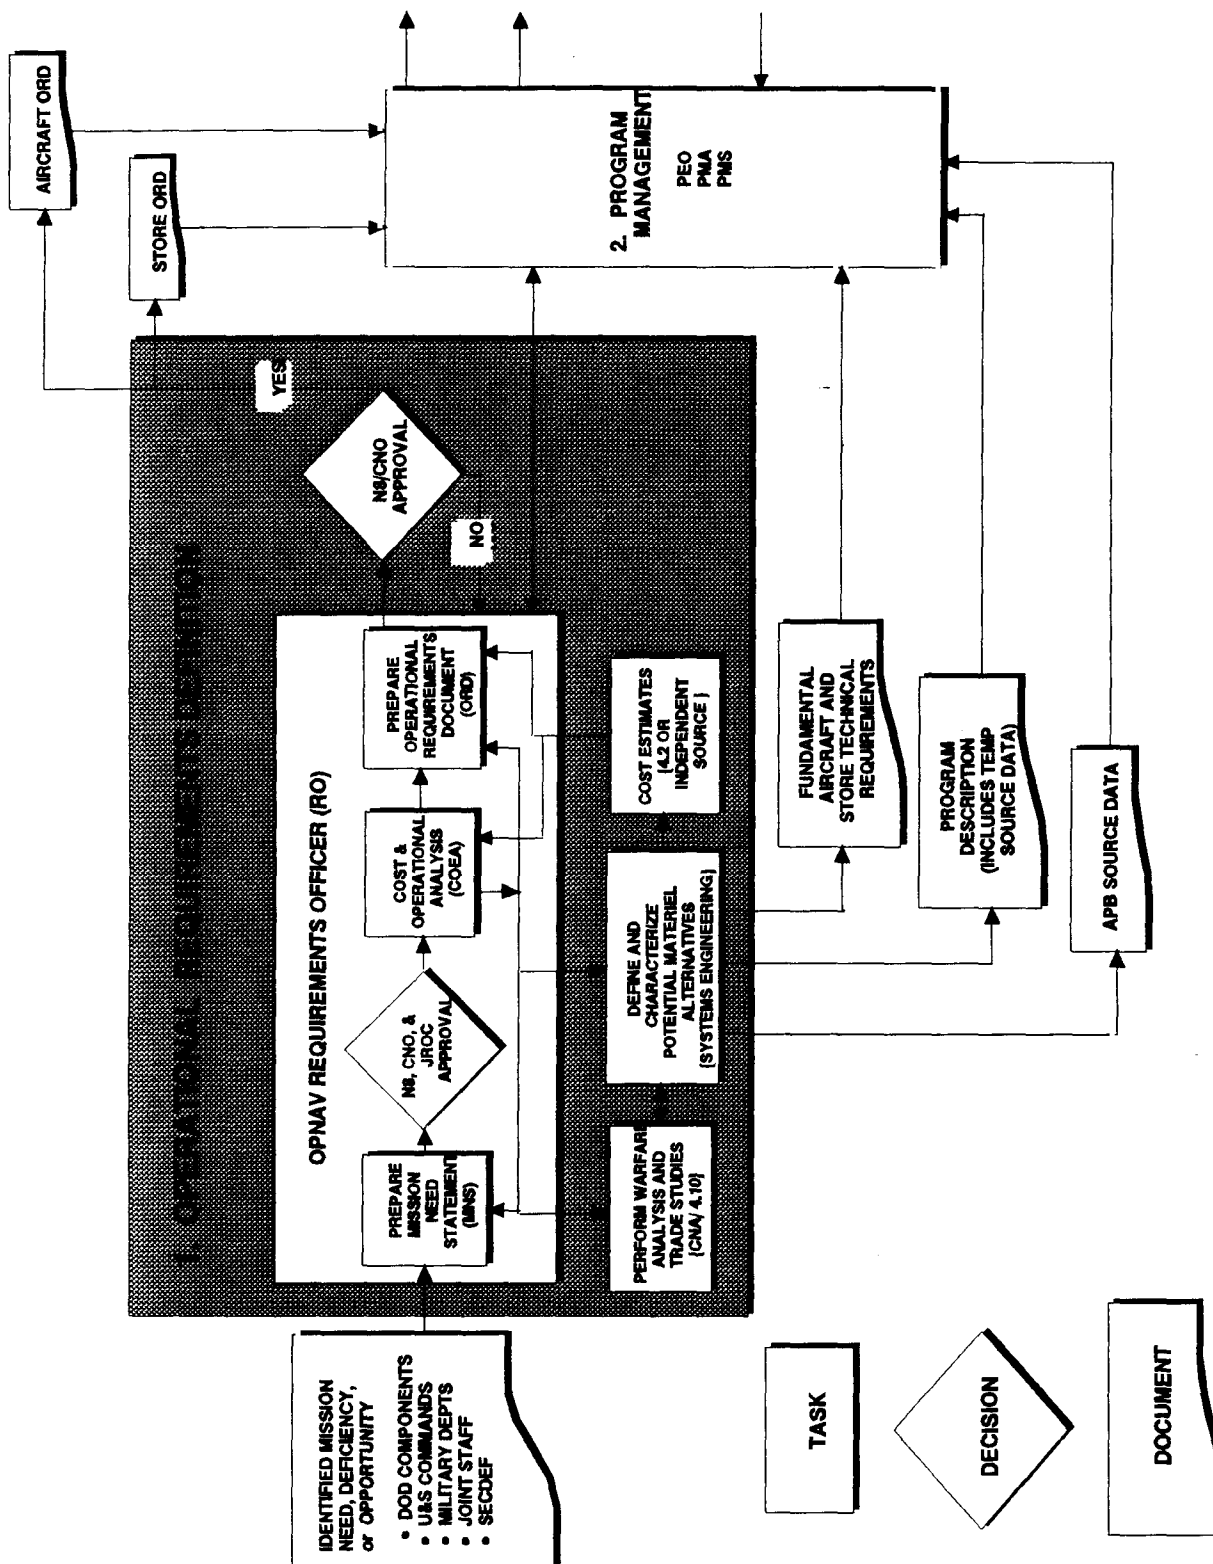 1. OPERATIONAL REQUIREMENTS DEFINITION
IDENTIFIED MISSION
NEED, DEFICIENCY,
or OPPORTUNITY
• DOD COMPONENTS
• U&S COMMANDS
• MILITARY DEPTS
• JOINT STAFF
• SECDEF
OPNAV REQUIREMENTS OFFICER (RO)
PREPARE
MISSION
NEED
STATEMENT
(MNS)
N8, CNO, &
JROC
APPROVAL
COST &
OPERATIONAL
ANALYSIS
(COEA)
PREPARE
OPERATIONAL
REQUIREMENTS
DOCUMENT
(ORD)
N8/CNO
APPROVAL
YES
NO
AIRCRAFT ORD
STORE ORD
PERFORM WARFARE
ANALYSIS AND
TRADE STUDIES
{CNA/ 4.10}
DEFINE AND
CHARACTERIZE
POTENTIAL MATERIEL
ALTERNATIVES
{SYSTEMS ENGINEERING}
COST ESTIMATES
{4.2 OR
INDEPENDENT
SOURCE }
2. PROGRAM
MANAGEMENT
PEO
PMA
PMS
FUNDAMENTAL
AIRCRAFT AND
STORE TECHNICAL
REQUIREMENTS
PROGRAM
DESCRIPTION
(INCLUDES TEMP
SOURCE DATA)
APB SOURCE DATA
TASK
DECISION
DOCUMENT